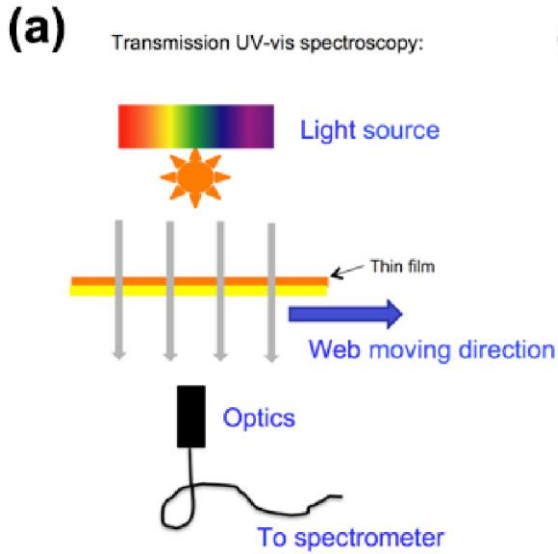 (a)
Transmission UV-vis spectroscopy:
Light source
Thin film
Web moving direction
Optics
To spectrometer